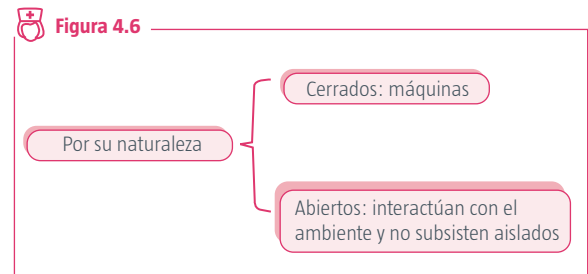 Figura 4.6
Cerrados: máquinas
Por su naturaleza
Abiertos: interactúan con el
ambiente y no subsisten aislados